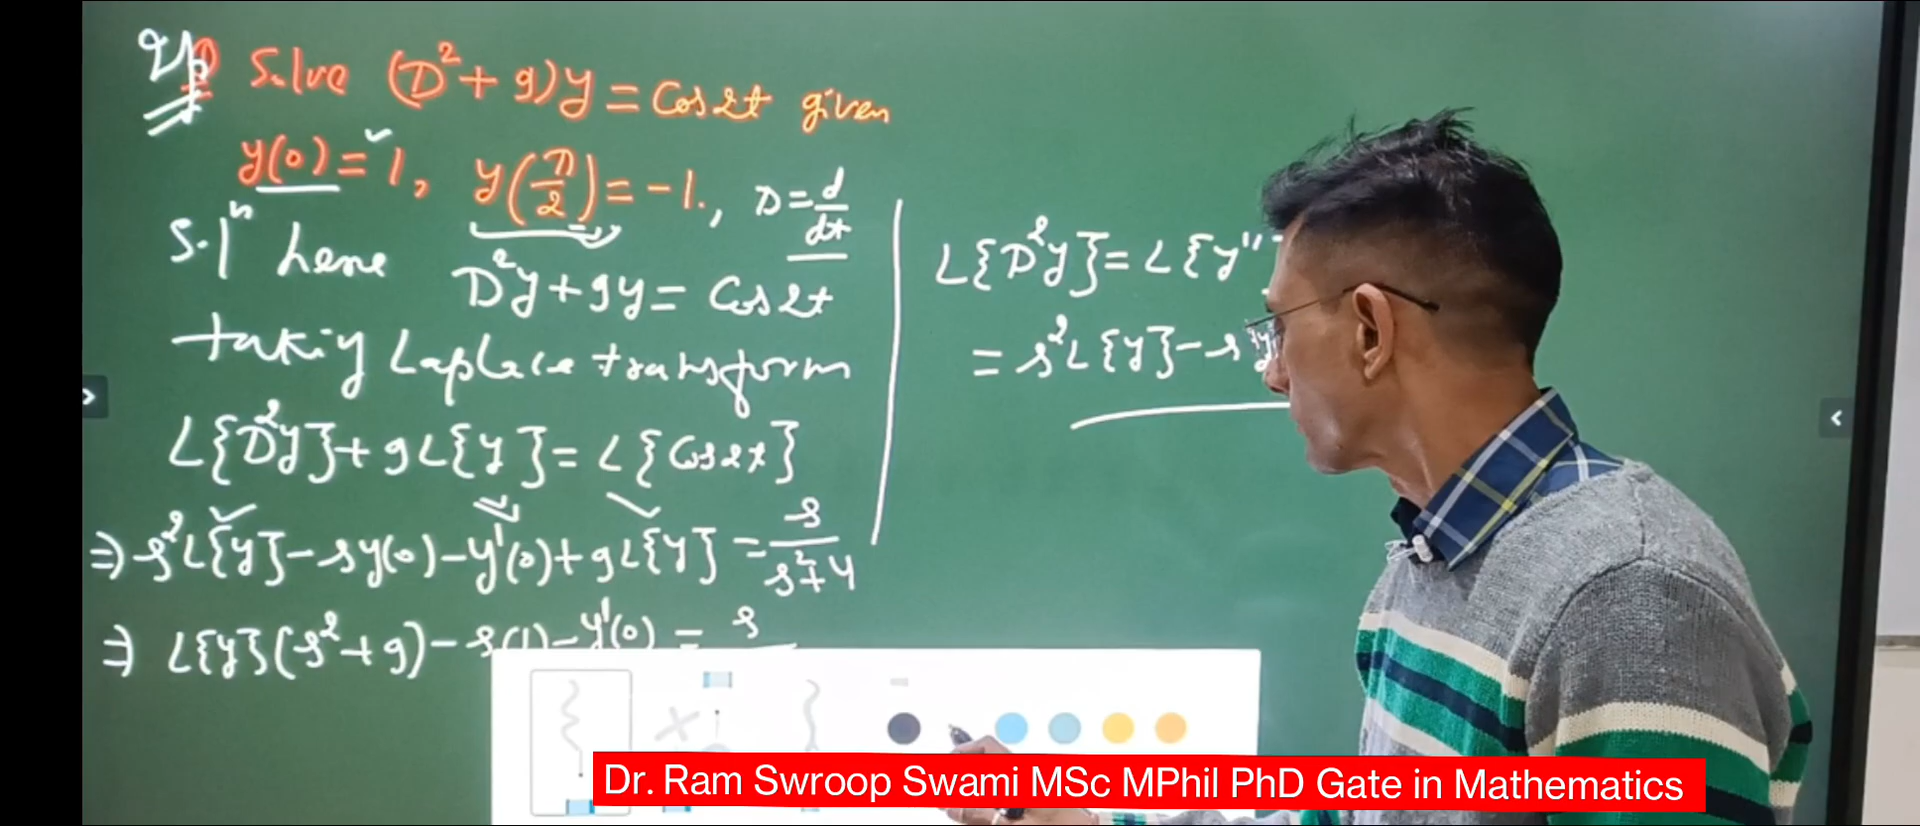 Solve (D²+9)y = Cos2t given
y(0) = 1, y(π/2) = -1. , D = d/dt
Solⁿ here D²y + 9y = Cos2t
taking Laplace transform
L{D²y} + 9L{y} = L{Cos2t}
⇒ s²L{y} - sy(0) - y'(0) + 9L{y} = s/(s²+4)
⇒ L{y}(s²+9) - s(1) - y'(0) = s
L{D²y} = L{y''
= s²L{y} - s
Dr. Ram Swroop Swami MSc MPhil PhD Gate in Mathematics